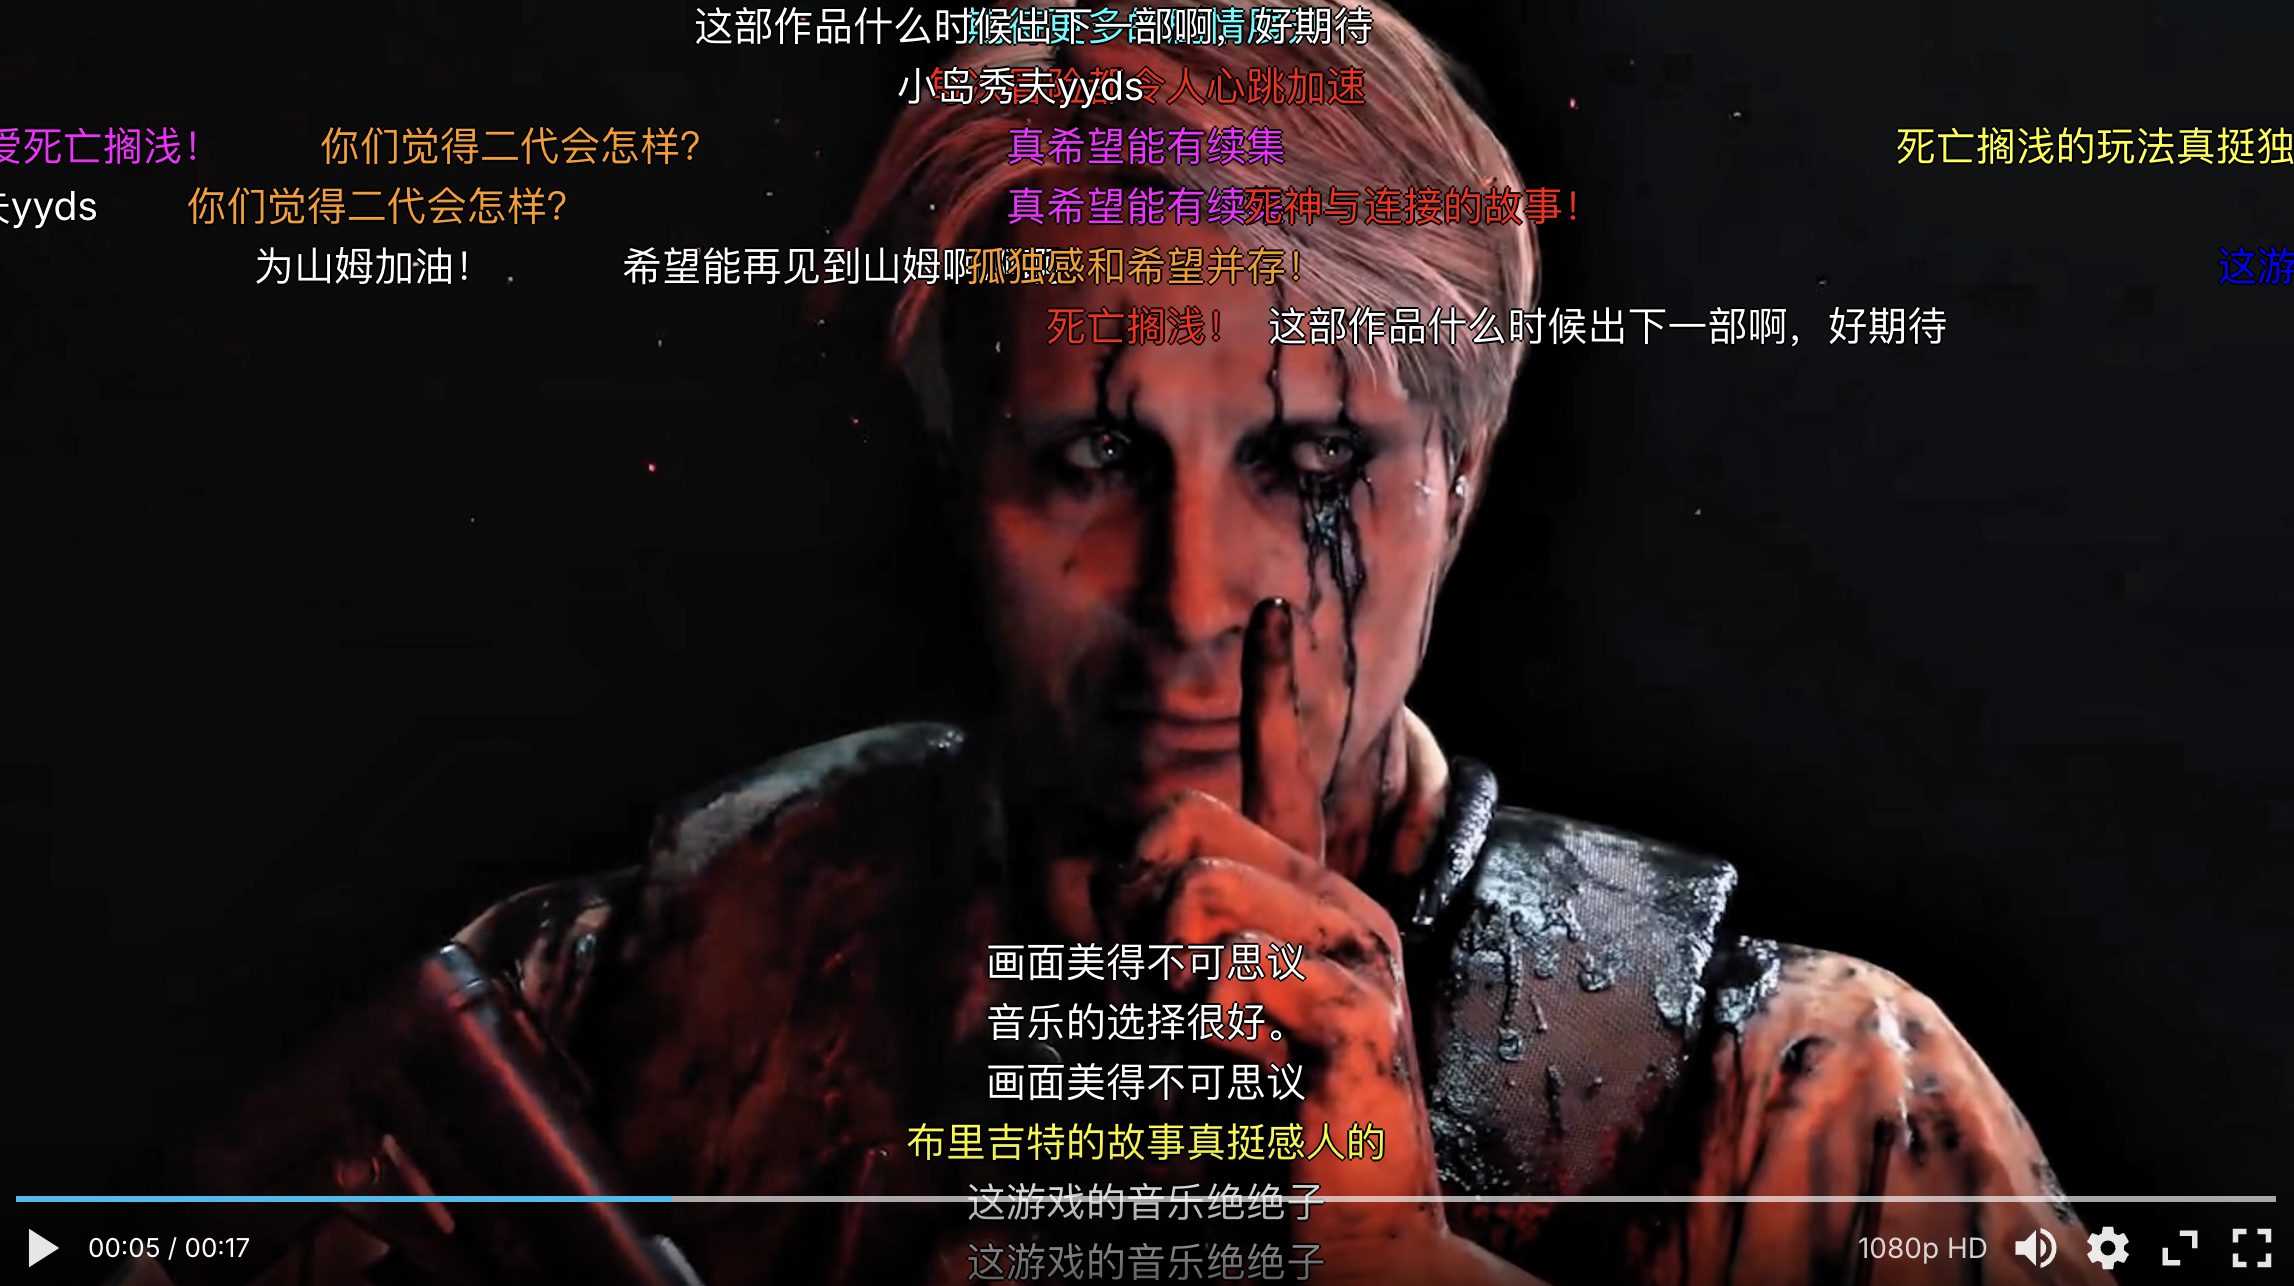 这部作品什么时候出下一部啊，好期待
小岛秀夫yyds
令人心跳加速
爱死亡搁浅！
你们觉得二代会怎样?
真希望能有续集
死亡搁浅的玩法真挺独
夫yyds
你们觉得二代会怎样?
真希望能有续
死神与连接的故事！
为山姆加油！
希望能再见到山姆啊
孤独感和希望并存！
这游
死亡搁浅！
这部作品什么时候出下一部啊，好期待
画面美得不可思议
音乐的选择很好。
画面美得不可思议
布里吉特的故事真挺感人的
这游戏的音乐绝绝子
00:05 / 00:17
1080p HD
这游戏的音乐绝绝子